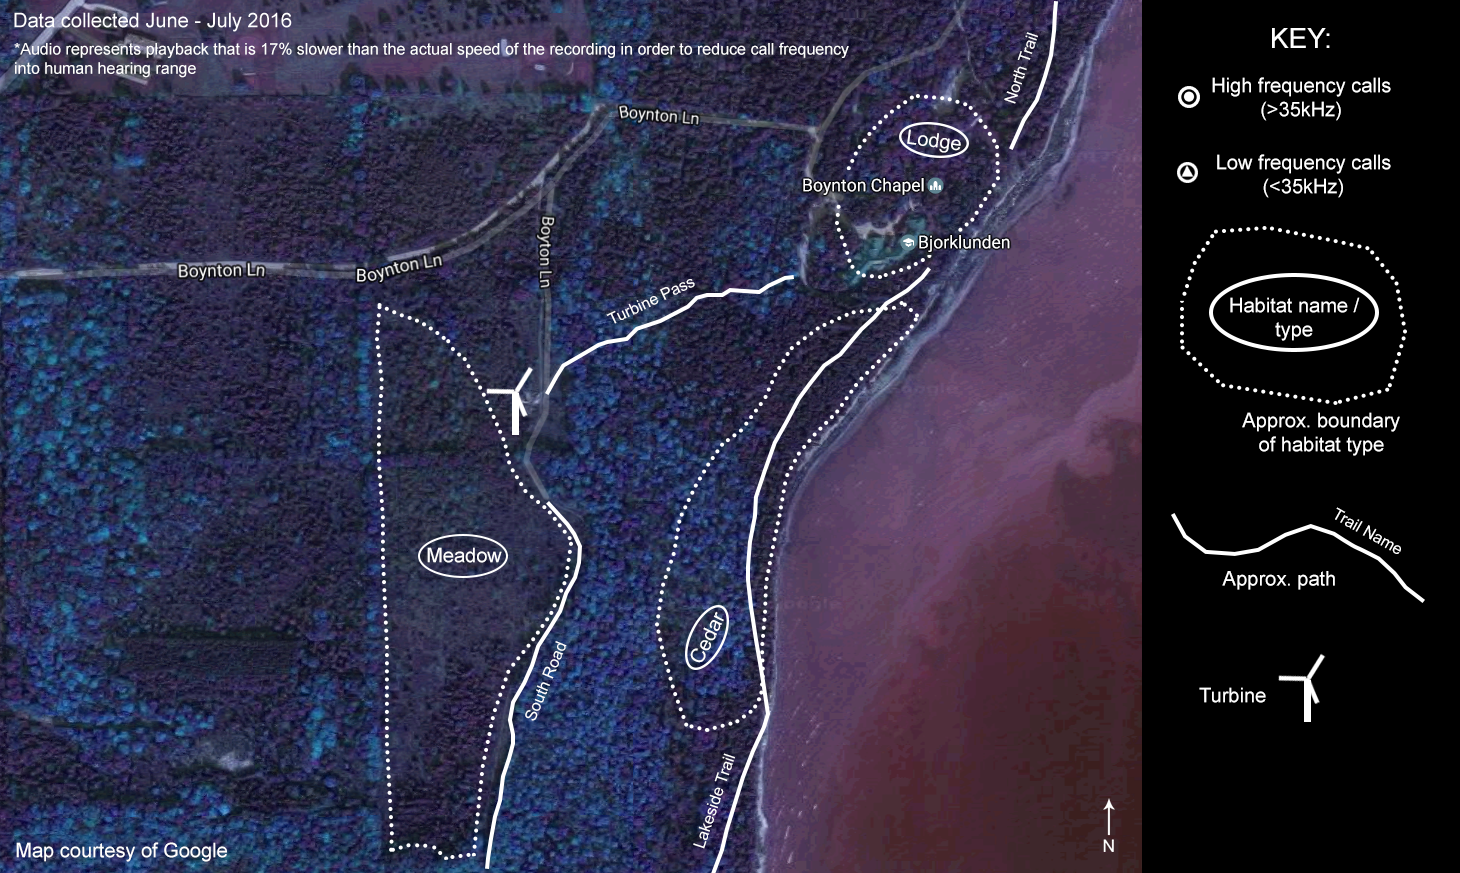 Data collected June - July 2016
*Audio represents playback that is 17% slower than the actual speed of the recording in order to reduce call frequency
into human hearing range
North Trail
Boynton Ln
Lodge
Boynton Chapel
Bjorklunden
Boyton Ln
Boynton Ln
Boynton Ln
Turbine Pass
Meadow
Cedar
South Road
Lakeside Trail
N
Map courtesy of Google
Google
Google
KEY:
High frequency calls
(>35kHz)
Low frequency calls
(<35kHz)
Habitat name /
type
Approx. boundary
of habitat type
Trail Name
Approx. path
Turbine